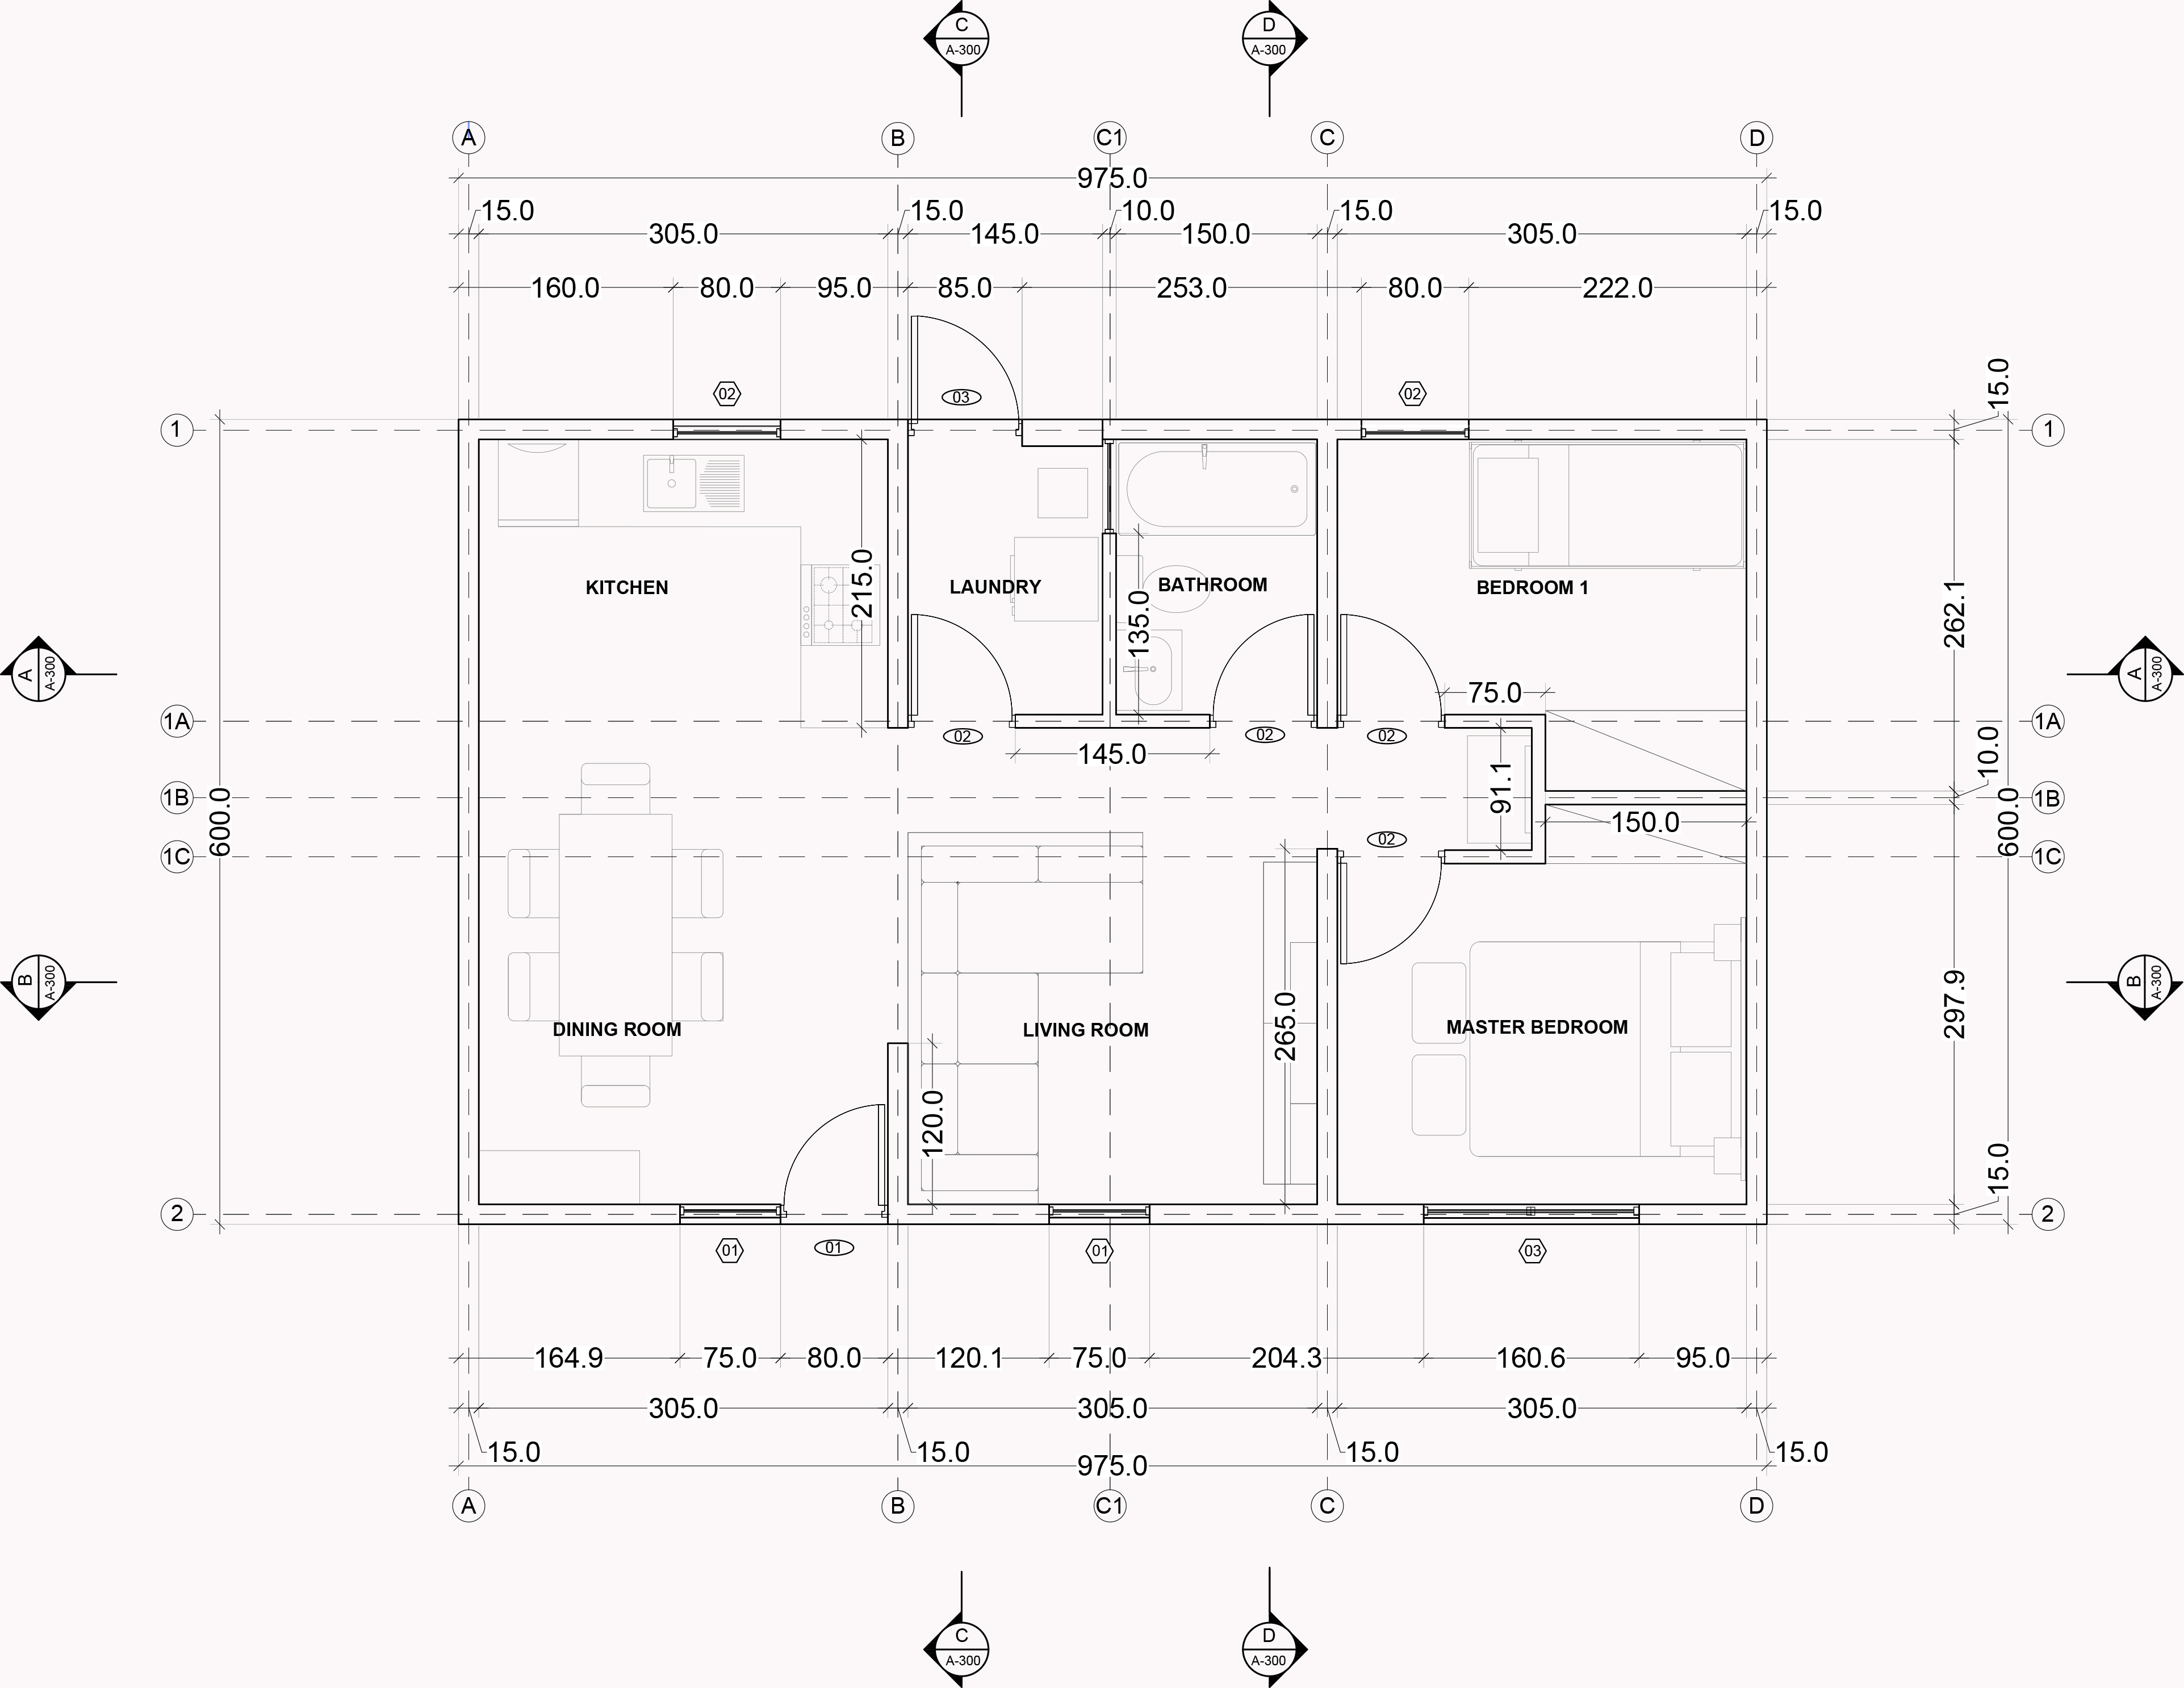 C
A-300
D
A-300
A
B
C1
C
D
975.0
15.0
15.0
10.0
15.0
15.0
305.0
145.0
150.0
305.0
160.0
80.0
95.0
85.0
253.0
80.0
222.0
15.0
02
03
02
1
1
KITCHEN
LAUNDRY
BATHROOM
BEDROOM 1
215.0
135.0
262.1
A
A-300
A
A-300
75.0
1A
1A
02
02
02
145.0
91.1
10.0
1B
1B
600.0
600.0
150.0
02
1C
1C
B
A-300
B
A-300
297.9
265.0
DINING ROOM
LIVING ROOM
MASTER BEDROOM
120.0
15.0
2
2
01
01
01
03
164.9
75.0
80.0
120.1
75.0
204.3
160.6
95.0
305.0
305.0
305.0
15.0
15.0
15.0
15.0
975.0
A
B
C1
C
D
C
A-300
D
A-300